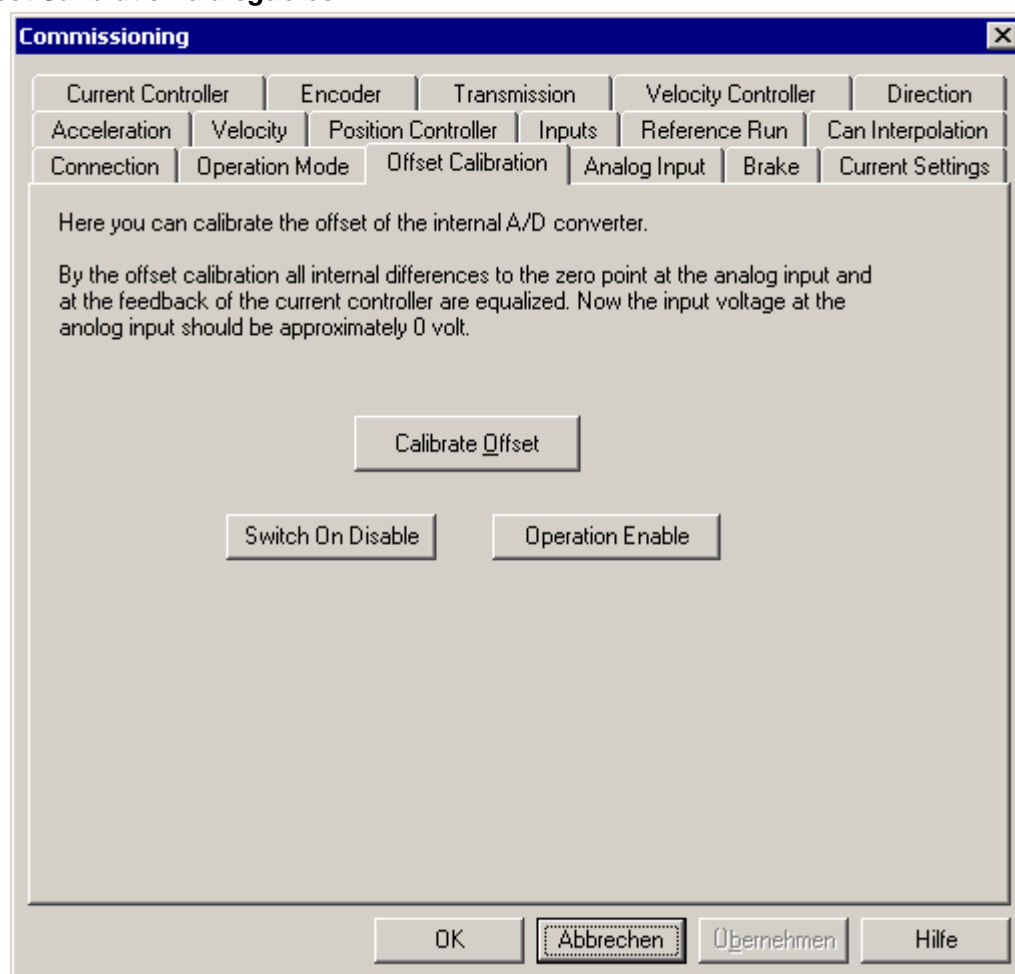 Commissioning
Current Controller Encoder Transmission Velocity Controller Direction
Acceleration Velocity Position Controller Inputs Reference Run Can Interpolation
Connection Operation Mode Offset Calibration Analog Input Brake Current Settings
Here you can calibrate the offset of the internal A/D converter.
By the offset calibration all internal differences to the zero point at the analog input and
at the feedback of the current controller are equalized. Now the input voltage at the
anolog input should be approximately 0 volt.
Calibrate Offset
Switch On Disable Operation Enable
OK Abbrechen Übernehmen Hilfe